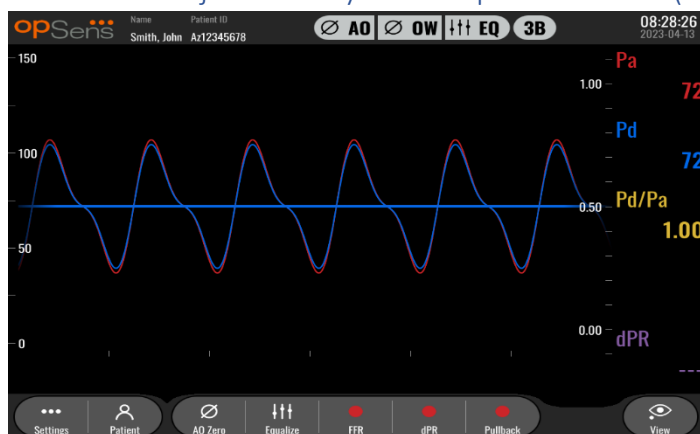 opSens
Name Patient ID
Smith, John Az12345678
Ø AO Ø OW EQ 3B
08:28:26
2023-04-13
150
100
50
0
1.00
0.50
0.00
Pa
72
Pd
72
Pd/Pa
1.00
dPR
---
Settings Patient AO Zero Equalize FFR dPR Pullback View